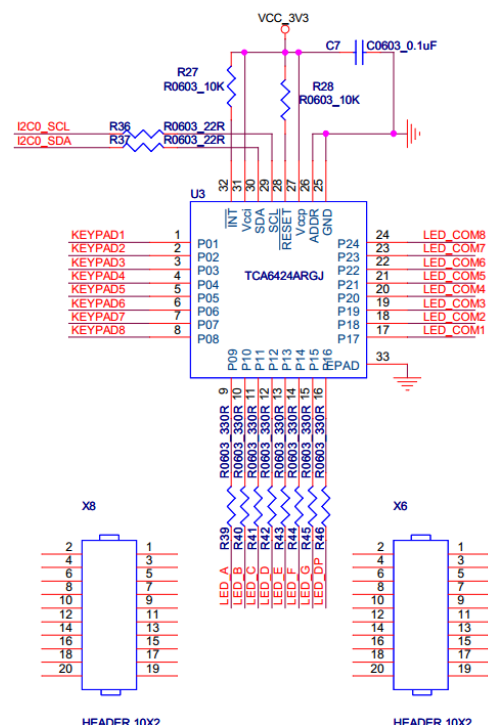 VCC_3V3
C7 C0603_0.1uF
R27
R0603_10K
R28
R0603_10K
I2C0_SCL R36 R0603_22R
I2C0_SDA R37 R0603_22R
U3
32 31 30 29 28 27 26 25
INT Vcci SDA SCL RESET Vccp ADDR GND
KEYPAD1 1 P01 P24 24 LED_COM8
KEYPAD2 2 P02 P23 23 LED_COM7
KEYPAD3 3 P03 P22 22 LED_COM6
KEYPAD4 4 P04 TCA6424ARGJ P21 21 LED_COM5
KEYPAD5 5 P05 P20 20 LED_COM4
KEYPAD6 6 P06 P19 19 LED_COM3
KEYPAD7 7 P07 P18 18 LED_COM2
KEYPAD8 8 P08 P17 17 LED_COM1
P09 P10 P11 P12 P13 P14 P15 P16 EPAD 33
9 10 11 12 13 14 15 16
R0603_330R R0603_330R R0603_330R R0603_330R R0603_330R R0603_330R R0603_330R R0603_330R
R39 R40 R41 R42 R43 R44 R45 R46
LED_A LED_B LED_C LED_D LED_E LED_F LED_G LED_DP
X8 X6
2 1 2 1
4 3 4 3
6 5 6 5
8 7 8 7
10 9 10 9
12 11 12 11
14 13 14 13
16 15 16 15
18 17 18 17
20 19 20 19
HEADER 10X2 HEADER 10X2